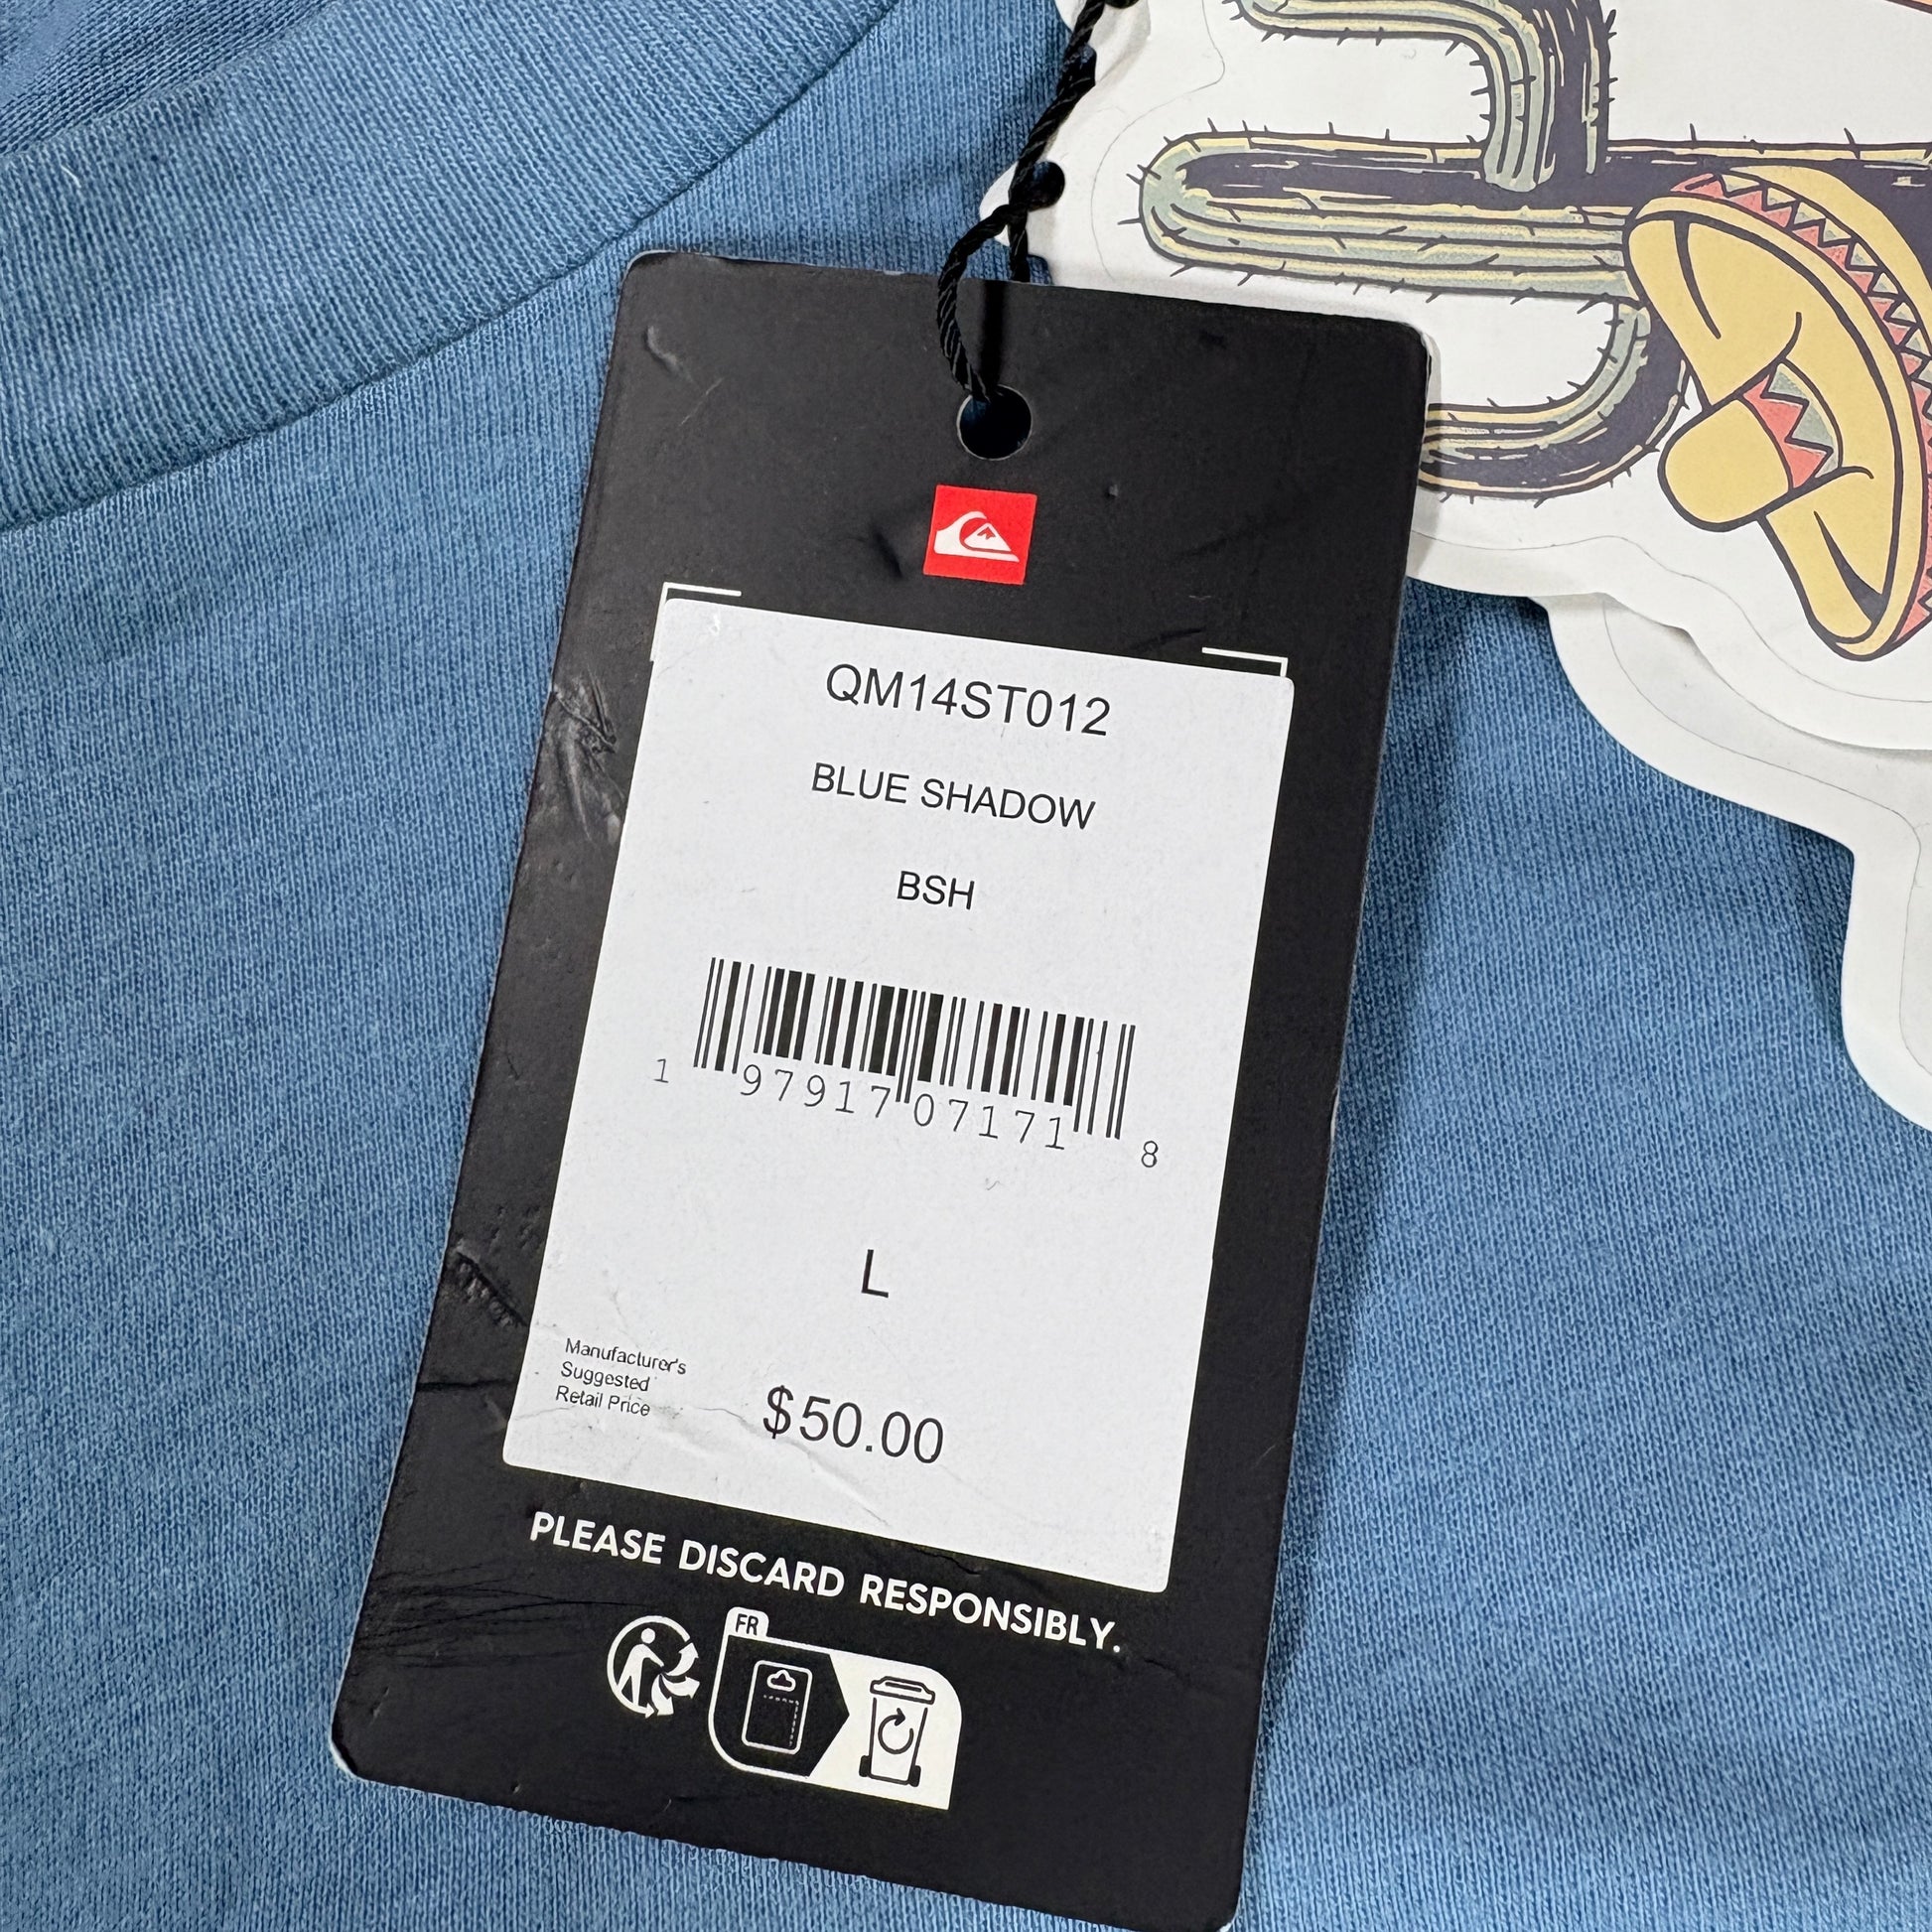 QM14ST012
BLUE SHADOW
BSH
1 97917 07171 8
L
Manufacturer's
Suggested
Retail Price
$50.00
PLEASE DISCARD RESPONSIBLY.
FR